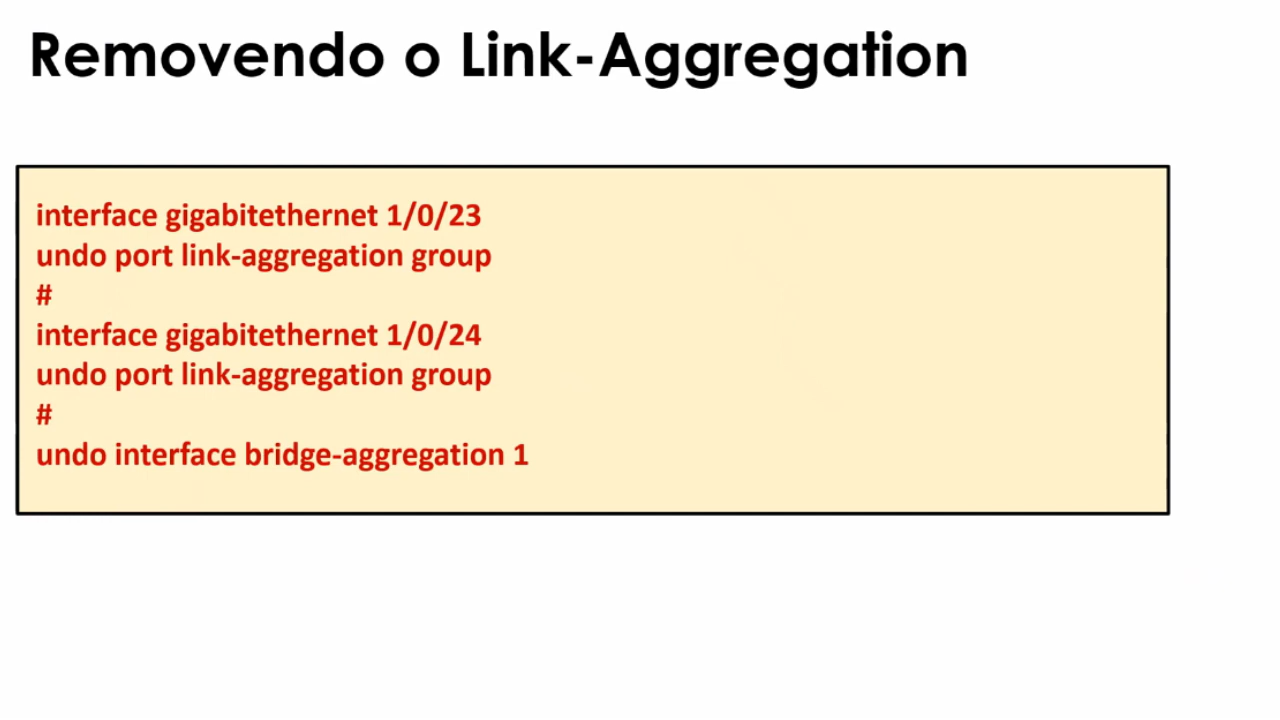 Removendo o Link-Aggregation
interface gigabitethernet 1/0/23
undo port link-aggregation group
#
interface gigabitethernet 1/0/24
undo port link-aggregation group
#
undo interface bridge-aggregation 1